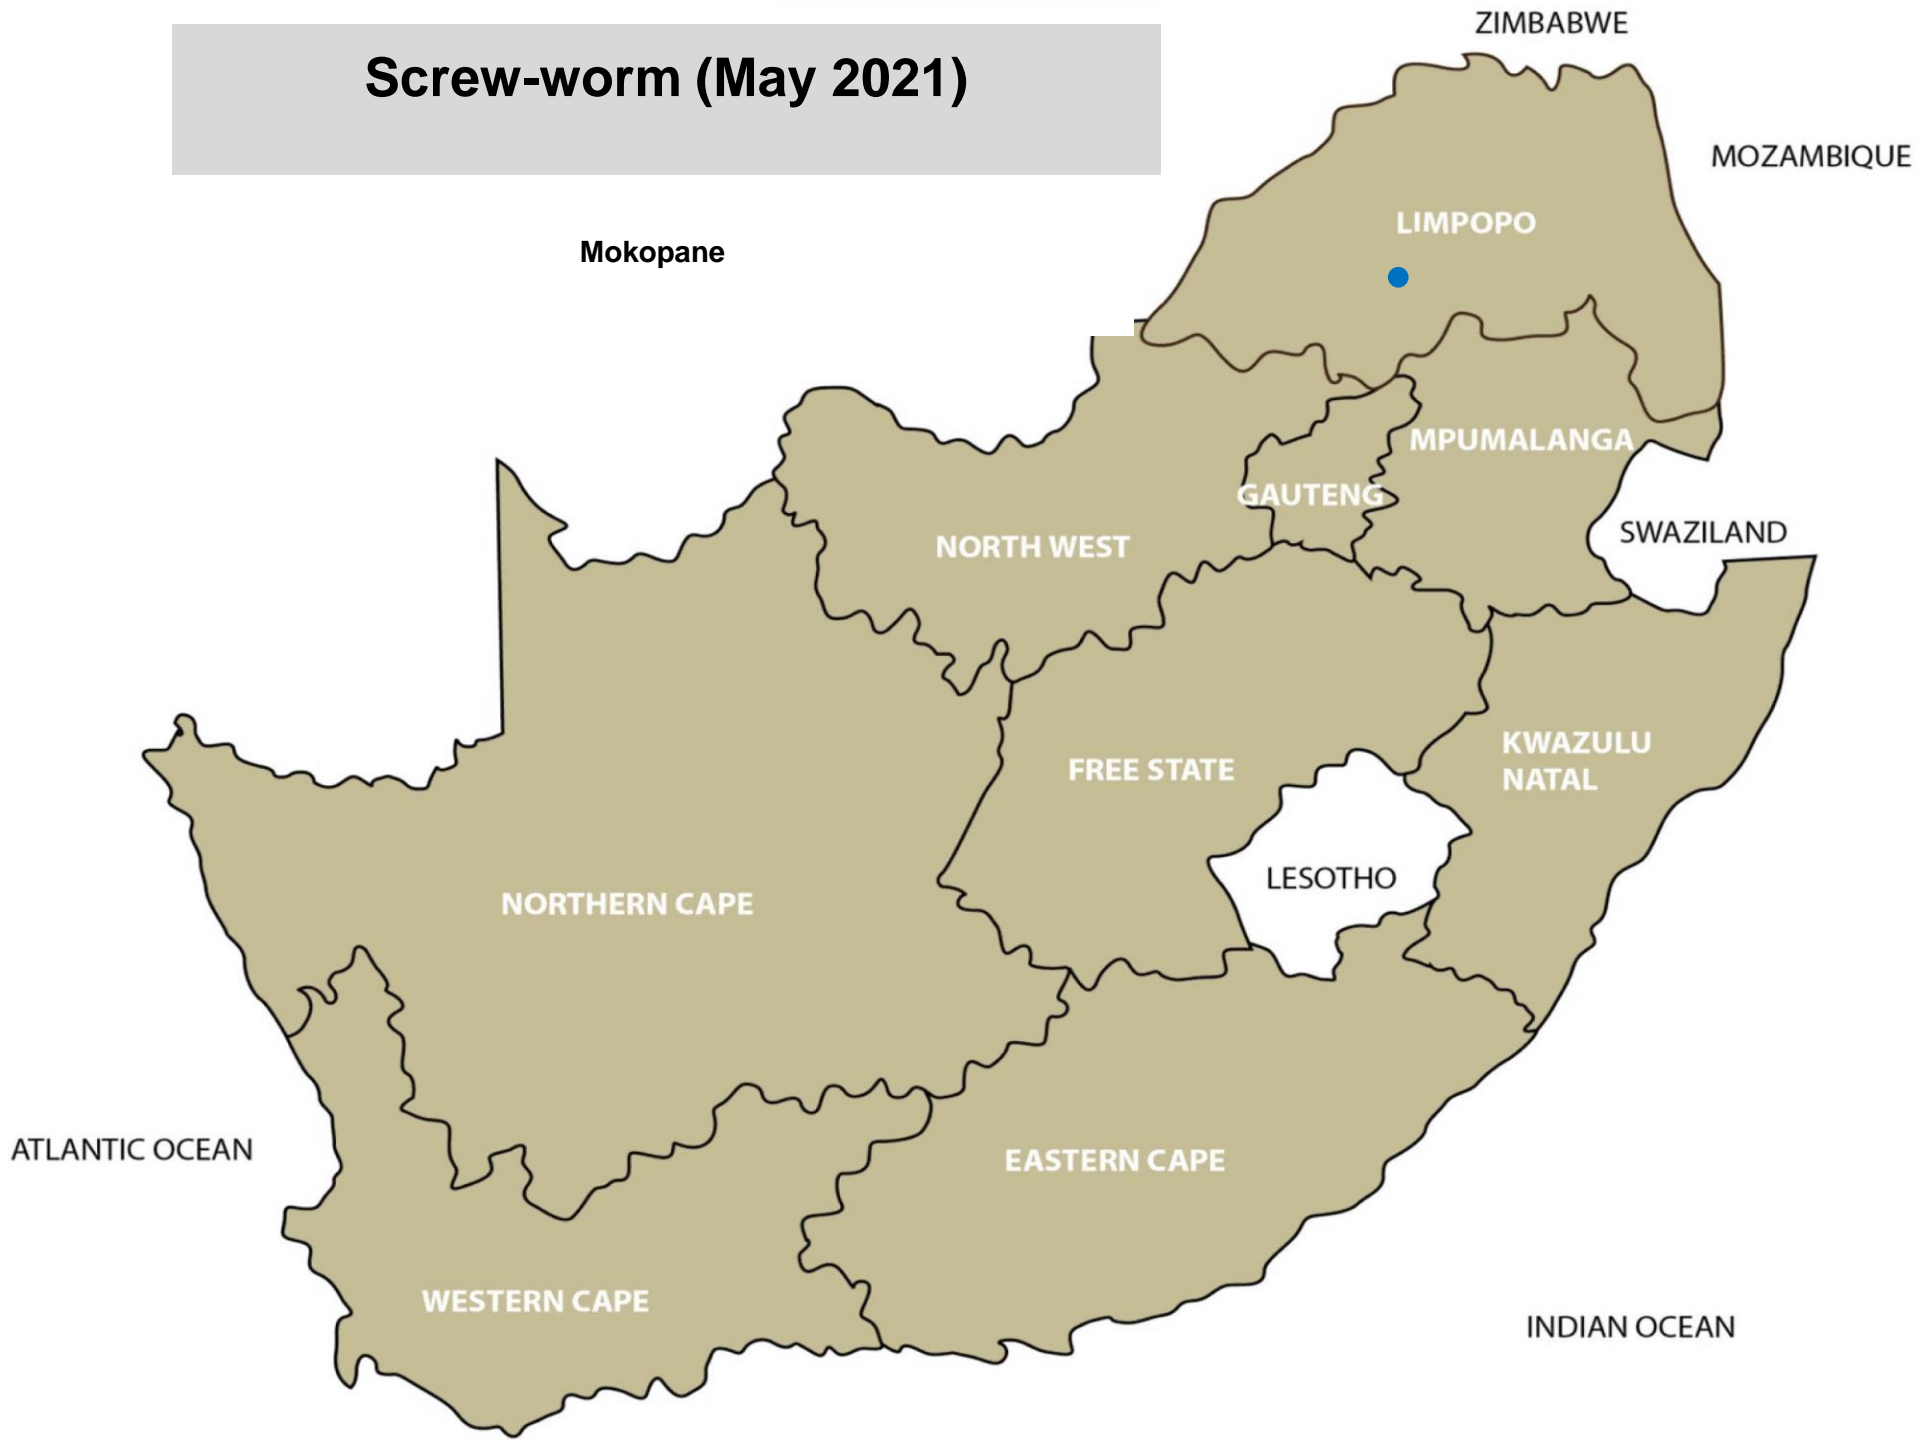 ZIMBABWE
Screw-worm (May 2021)
MOZAMBIQUE
LIMPOPO
Mokopane
MPUMALANGA
GAUTENG
SWAZILAND
NORTH WEST
KWAZULU
NATAL
FREE STATE
LESOTHO
NORTHERN CAPE
ATLANTIC OCEAN
EASTERN CAPE
WESTERN CAPE
INDIAN OCEAN